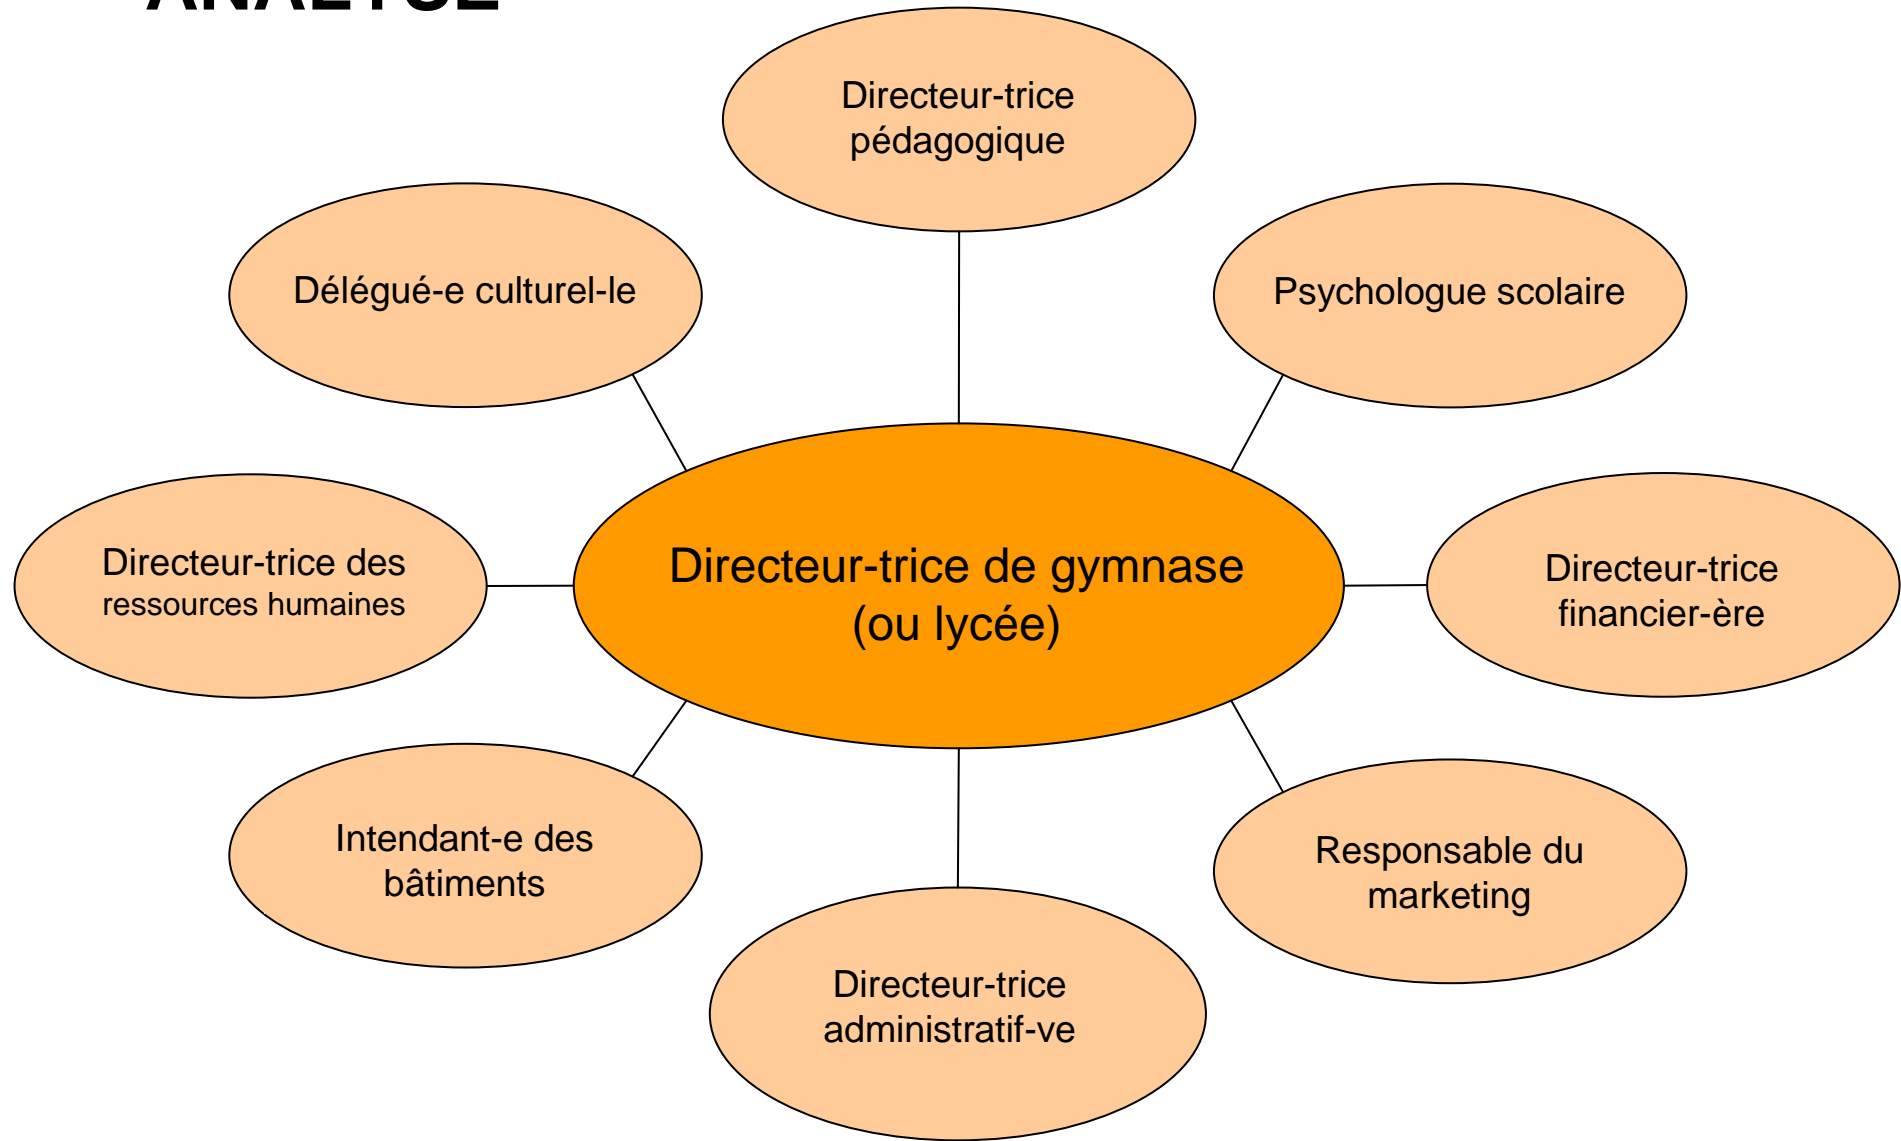 ANALYSE
Directeur-trice
pédagogique
Délégué-e culturel-le
Psychologue scolaire
Directeur-trice des
ressources humaines
Directeur-trice de gymnase
(ou lycée)
Directeur-trice
financier-ère
Intendant-e des
bâtiments
Responsable du
marketing
Directeur-trice
administratif-ve